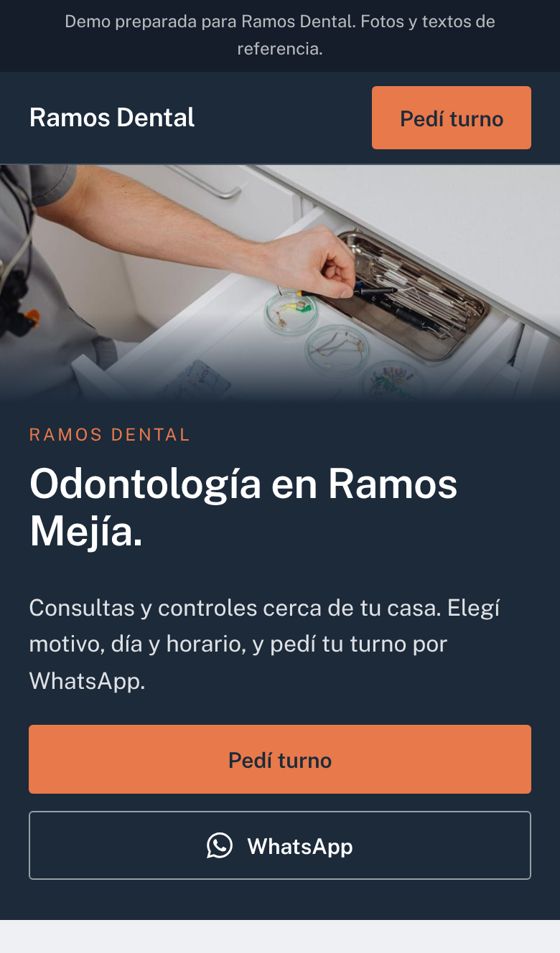 Demo preparada para Ramos Dental. Fotos y textos de
referencia.
Ramos Dental
Pedí turno
RAMOS DENTAL
Odontología en Ramos
Mejía.
Consultas y controles cerca de tu casa. Elegí
motivo, día y horario, y pedí tu turno por
WhatsApp.
Pedí turno
WhatsApp